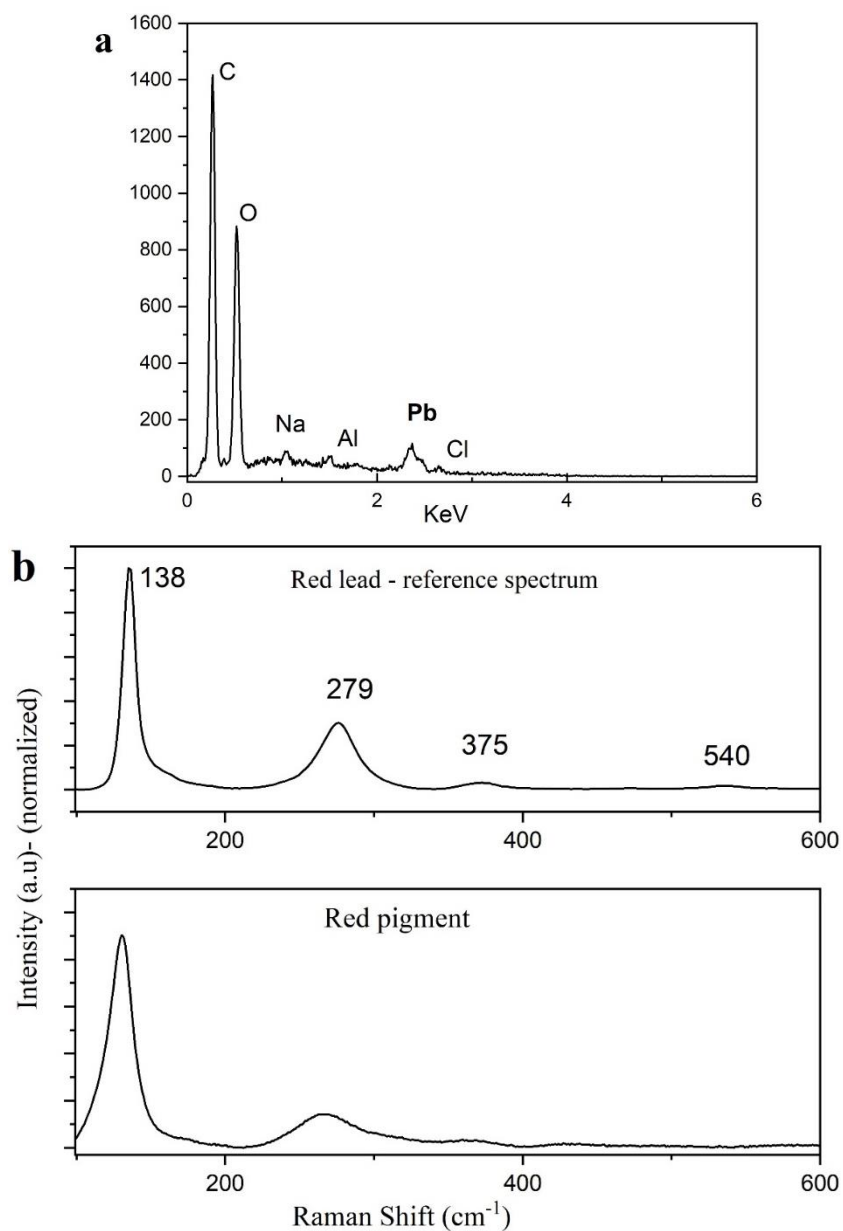 a
1600
1400
1200
1000
800
600
400
200
0
C
O
Na
Al
Pb
Cl
0 2 4 6
KeV
b
Intensity (a.u)- (normalized)
Red lead - reference spectrum
138
279
375
540
200 400 600
Red pigment
200 400 600
Raman Shift (cm⁻¹)